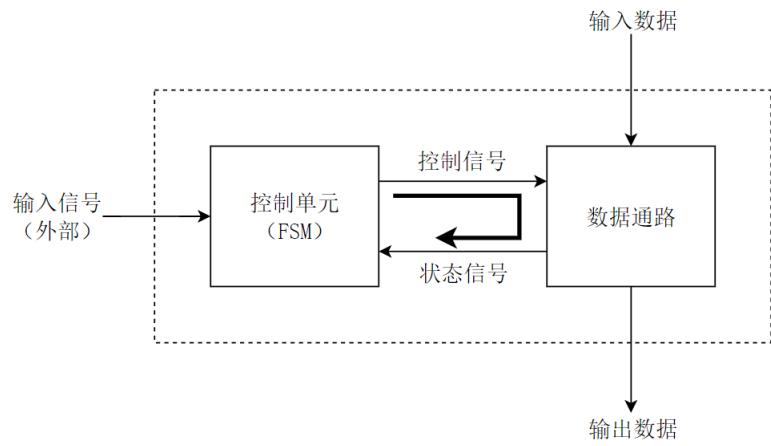 输入数据
控制信号
输入信号
（外部）
控制单元
（FSM）
数据通路
状态信号
输出数据